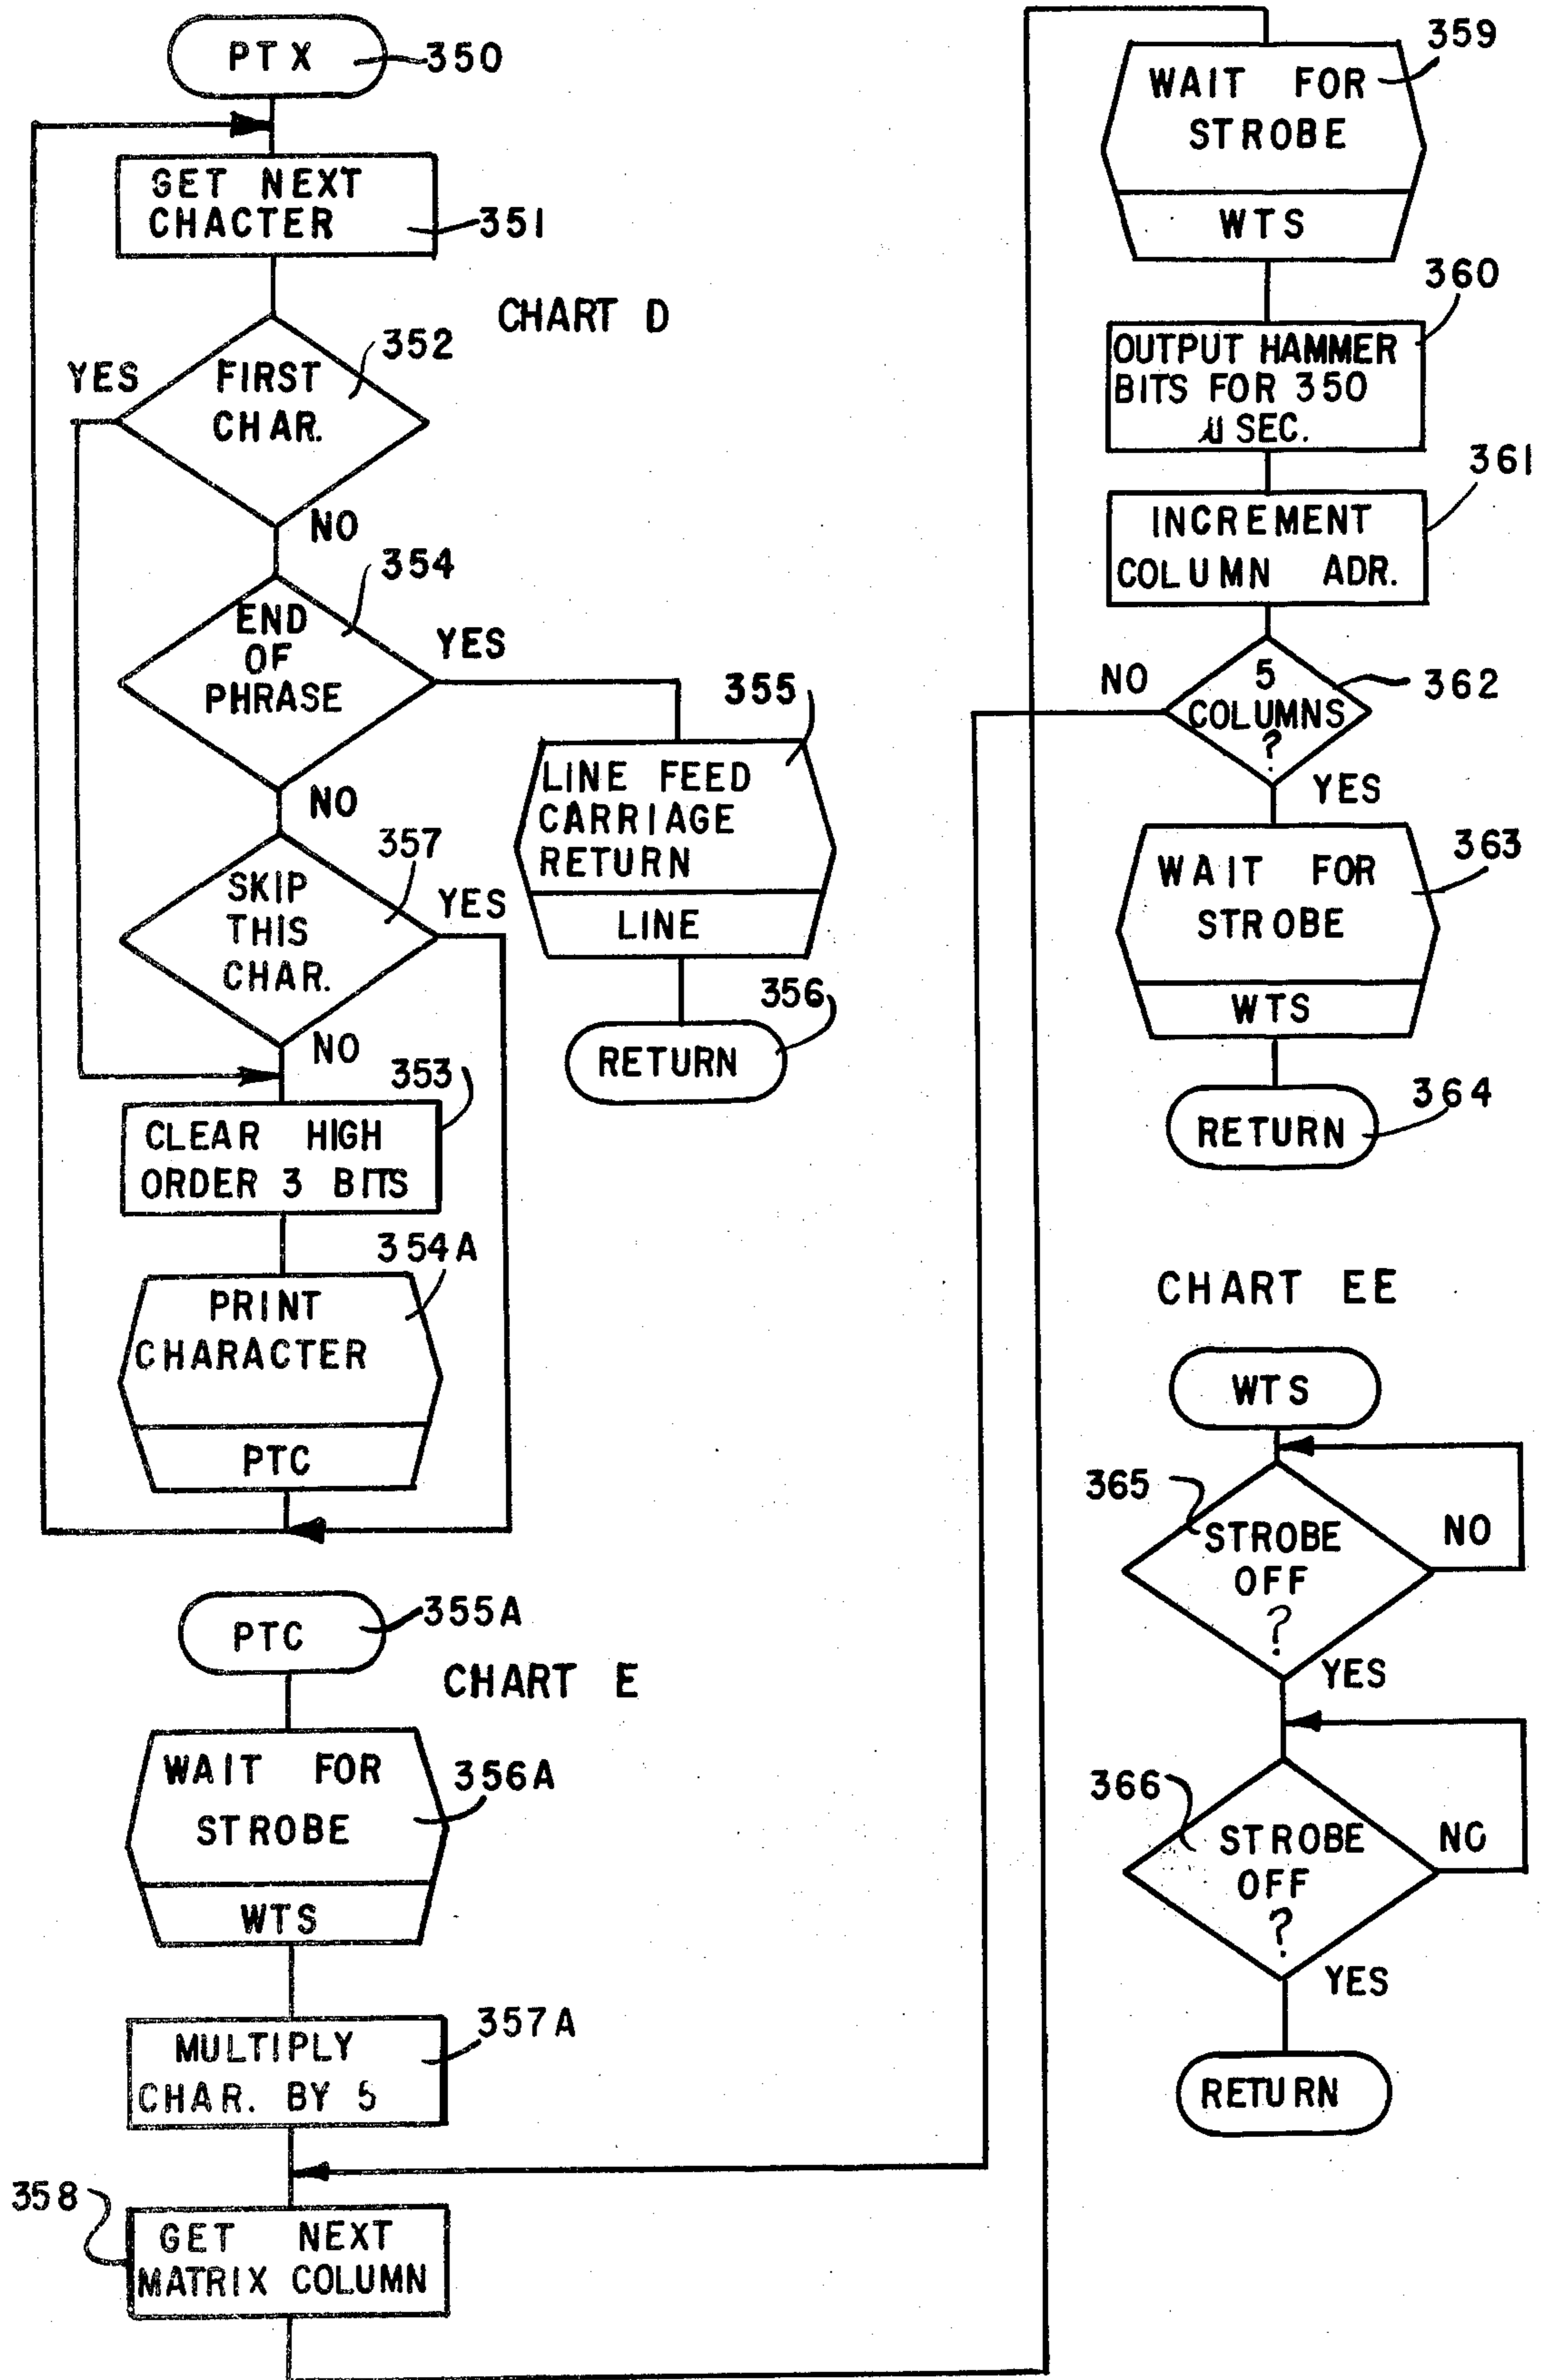 PTX
350
GET NEXT
CHACTER
351
CHART D
352
YES
FIRST
CHAR.
NO
354
END
OF
PHRASE
YES
355
LINE FEED
CARRIAGE
RETURN
LINE
356
RETURN
NO
357
SKIP
THIS
CHAR.
YES
NO
353
CLEAR HIGH
ORDER 3 BITS
354A
PRINT
CHARACTER
PTC
PTC
355A
CHART E
WAIT FOR
STROBE
356A
WTS
MULTIPLY
CHAR. BY 5
357A
358
GET NEXT
MATRIX COLUMN
359
WAIT FOR
STROBE
WTS
360
OUTPUT HAMMER
BITS FOR 350
µ SEC.
361
INCREMENT
COLUMN ADR.
NO
5
COLUMNS
?
362
YES
WAIT FOR
STROBE
363
WTS
364
RETURN
CHART EE
WTS
365
STROBE
OFF
?
NO
YES
366
STROBE
OFF
?
NO
YES
RETURN